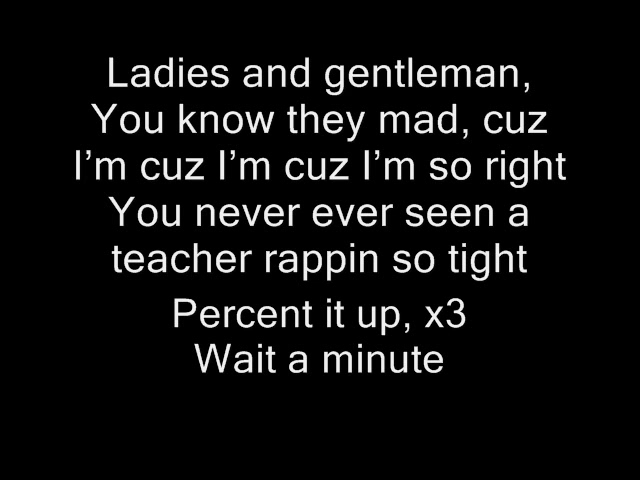 Ladies and gentleman,
You know they mad, cuz
I’m cuz I’m cuz I’m so right
You never ever seen a
teacher rappin so tight
Percent it up, x3
Wait a minute